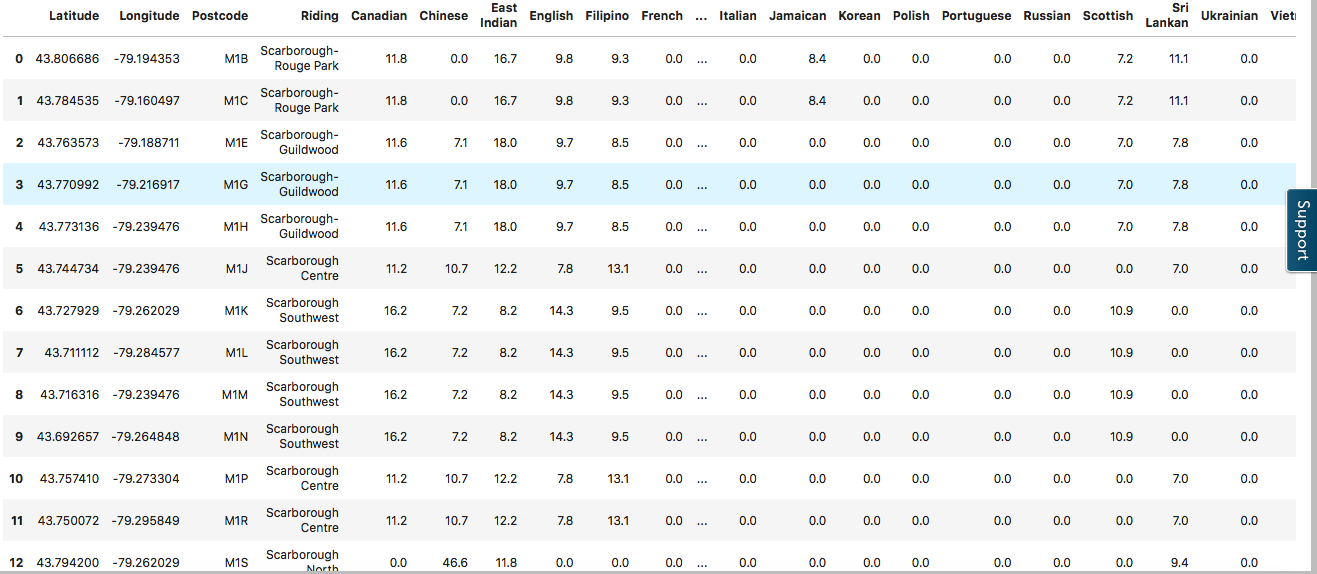 Latitude Longitude Postcode Riding Canadian Chinese East Indian English Filipino French ... Italian Jamaican Korean Polish Portuguese Russian Scottish Sri Lankan Ukrainian
0 43.806686 -79.194353 M1B Scarborough-Rouge Park 11.8 0.0 16.7 9.8 9.3 0.0 ... 0.0 8.4 0.0 0.0 0.0 0.0 7.2 11.1 0.0
1 43.784535 -79.160497 M1C Scarborough-Rouge Park 11.8 0.0 16.7 9.8 9.3 0.0 ... 0.0 8.4 0.0 0.0 0.0 0.0 7.2 11.1 0.0
2 43.763573 -79.188711 M1E Scarborough-Guildwood 11.6 7.1 18.0 9.7 8.5 0.0 ... 0.0 0.0 0.0 0.0 0.0 0.0 7.0 7.8 0.0
3 43.770992 -79.216917 M1G Scarborough-Guildwood 11.6 7.1 18.0 9.7 8.5 0.0 ... 0.0 0.0 0.0 0.0 0.0 0.0 7.0 7.8 0.0
4 43.773136 -79.239476 M1H Scarborough-Guildwood 11.6 7.1 18.0 9.7 8.5 0.0 ... 0.0 0.0 0.0 0.0 0.0 0.0 7.0 7.8 0.0
5 43.744734 -79.239476 M1J Scarborough Centre 11.2 10.7 12.2 7.8 13.1 0.0 ... 0.0 0.0 0.0 0.0 0.0 0.0 0.0 7.0 0.0
6 43.727929 -79.262029 M1K Scarborough Southwest 16.2 7.2 8.2 14.3 9.5 0.0 ... 0.0 0.0 0.0 0.0 0.0 0.0 10.9 0.0 0.0
7 43.711112 -79.284577 M1L Scarborough Southwest 16.2 7.2 8.2 14.3 9.5 0.0 ... 0.0 0.0 0.0 0.0 0.0 0.0 10.9 0.0 0.0
8 43.716316 -79.239476 M1M Scarborough Southwest 16.2 7.2 8.2 14.3 9.5 0.0 ... 0.0 0.0 0.0 0.0 0.0 0.0 10.9 0.0 0.0
9 43.692657 -79.264848 M1N Scarborough Southwest 16.2 7.2 8.2 14.3 9.5 0.0 ... 0.0 0.0 0.0 0.0 0.0 0.0 10.9 0.0 0.0
10 43.757410 -79.273304 M1P Scarborough Centre 11.2 10.7 12.2 7.8 13.1 0.0 ... 0.0 0.0 0.0 0.0 0.0 0.0 0.0 7.0 0.0
11 43.750072 -79.295849 M1R Scarborough Centre 11.2 10.7 12.2 7.8 13.1 0.0 ... 0.0 0.0 0.0 0.0 0.0 0.0 0.0 7.0 0.0
12 43.794200 -79.262029 M1S Scarborough North 0.0 46.6 11.8 0.0 0.0 0.0 ... 0.0 0.0 0.0 0.0 0.0 0.0 0.0 9.4 0.0
Support